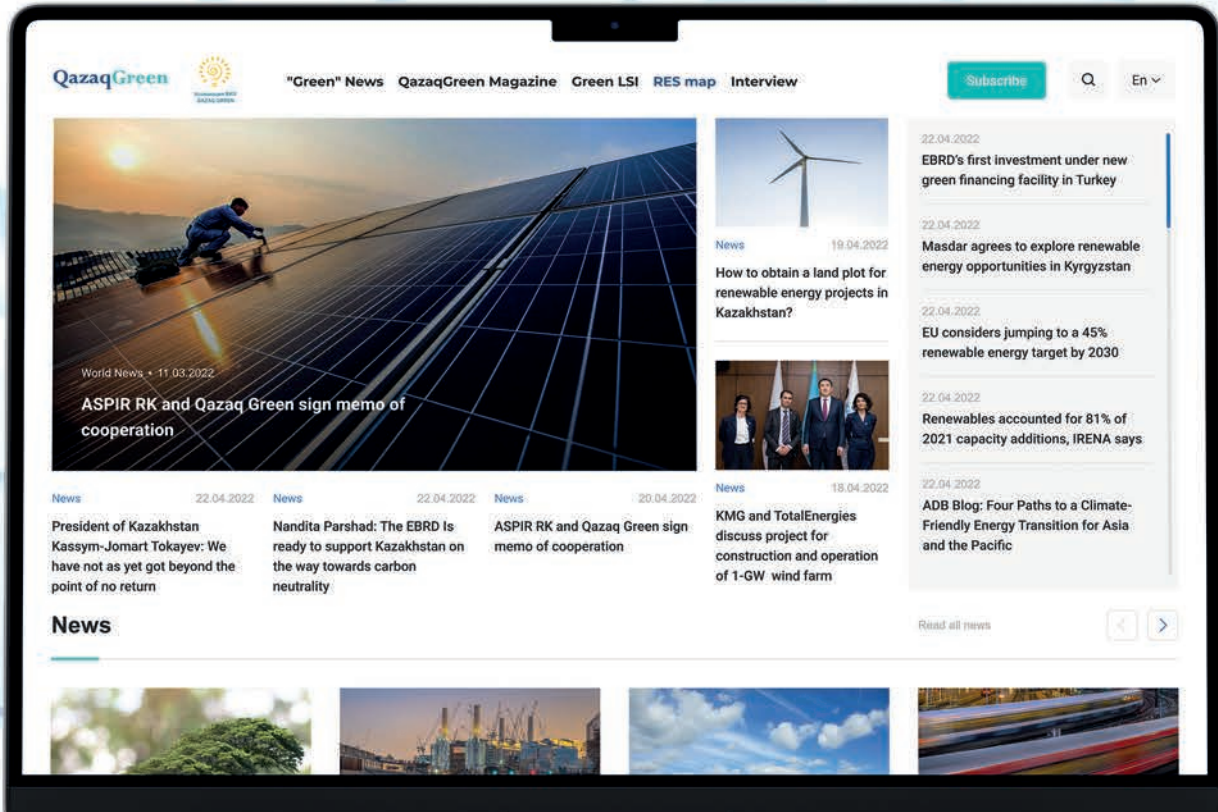 QazaqGreen
QAZAQ GREEN
"Green" News QazaqGreen Magazine Green LSI RES map Interview
Subscribe
En
World News • 11.03.2022
ASPIR RK and Qazaq Green sign memo of
cooperation
News 22.04.2022
President of Kazakhstan
Kassym-Jomart Tokayev: We
have not as yet got beyond the
point of no return
News 22.04.2022
Nandita Parshad: The EBRD Is
ready to support Kazakhstan on
the way towards carbon
neutrality
News 20.04.2022
ASPIR RK and Qazaq Green sign
memo of cooperation
News 19.04.2022
How to obtain a land plot for
renewable energy projects in
Kazakhstan?
News 18.04.2022
KMG and TotalEnergies
discuss project for
construction and operation
of 1-GW wind farm
22.04.2022
EBRD's first investment under new
green financing facility in Turkey
22.04.2022
Masdar agrees to explore renewable
energy opportunities in Kyrgyzstan
22.04.2022
EU considers jumping to a 45%
renewable energy target by 2030
22.04.2022
Renewables accounted for 81% of
2021 capacity additions, IRENA says
22.04.2022
ADB Blog: Four Paths to a Climate-
Friendly Energy Transition for Asia
and the Pacific
News
Read all news